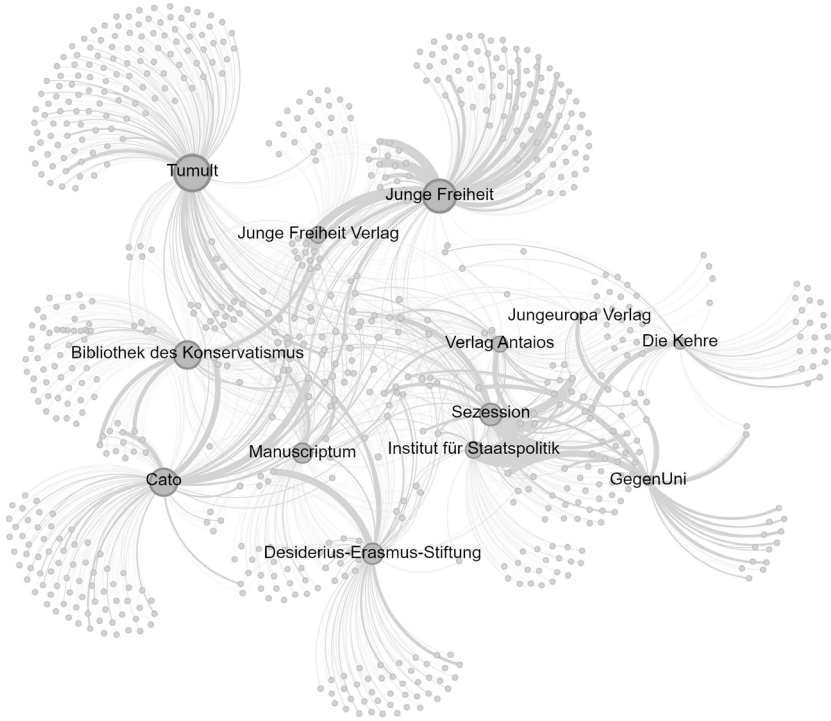 Tumult
Junge Freiheit
Junge Freiheit Verlag
Jungeuropa Verlag
Verlag Antaios
Die Kehre
Bibliothek des Konservatismus
Sezession
Manuscriptum
Institut für Staatspolitik
Cato
GegenUni
Desiderius-Erasmus-Stiftung